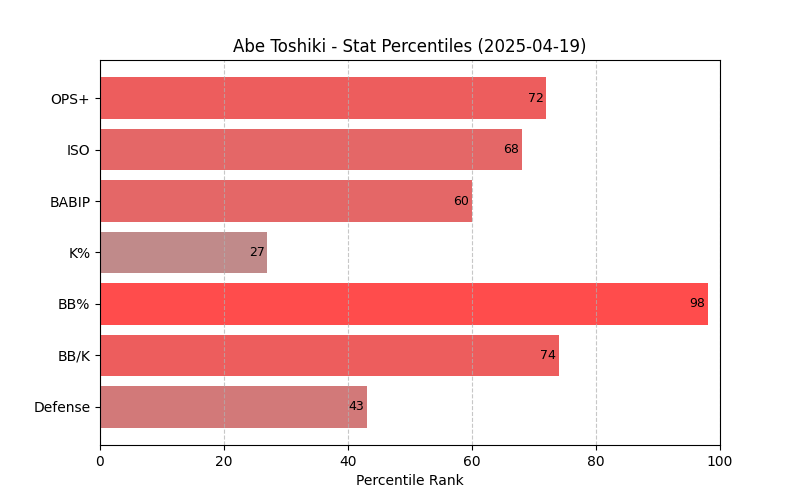 Abe Toshiki - Stat Percentiles (2025-04-19)
OPS+ 72
ISO 68
BABIP 60
K% 27
BB% 98
BB/K 74
Defense 43
0 20 40 60 80 100
Percentile Rank